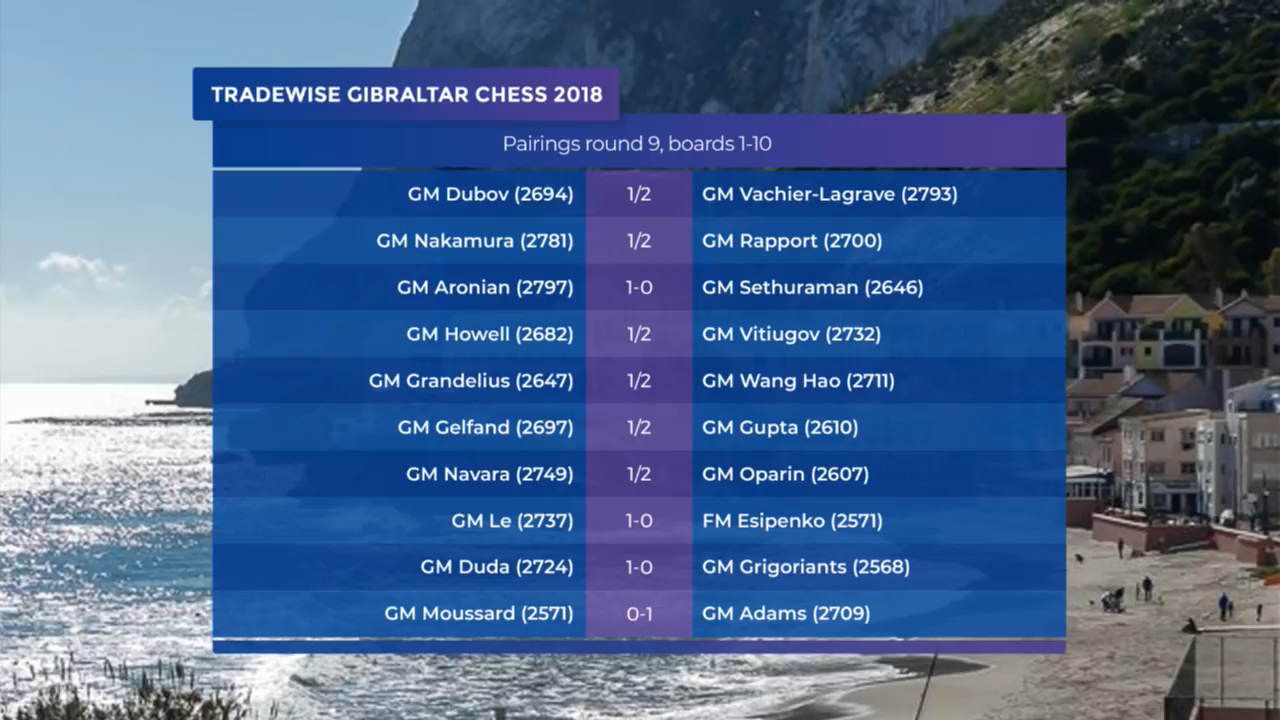 TRADEWISE GIBRALTAR CHESS 2018
Pairings round 9, boards 1-10
GM Dubov (2694) 1/2 GM Vachier-Lagrave (2793)
GM Nakamura (2781) 1/2 GM Rapport (2700)
GM Aronian (2797) 1-0 GM Sethuraman (2646)
GM Howell (2682) 1/2 GM Vitiugov (2732)
GM Grandelius (2647) 1/2 GM Wang Hao (2711)
GM Gelfand (2697) 1/2 GM Gupta (2610)
GM Navara (2749) 1/2 GM Oparin (2607)
GM Le (2737) 1-0 FM Esipenko (2571)
GM Duda (2724) 1-0 GM Grigoriants (2568)
GM Moussard (2571) 0-1 GM Adams (2709)